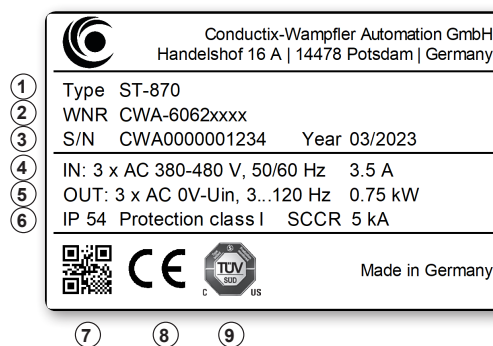 Conductix-Wampfler Automation GmbH
Handelshof 16 A | 14478 Potsdam | Germany
1 Type ST-870
2 WNR CWA-6062xxxx
3 S/N CWA0000001234 Year 03/2023
4 IN: 3 x AC 380-480 V, 50/60 Hz 3.5 A
5 OUT: 3 x AC 0V-Uin, 3...120 Hz 0.75 kW
6 IP 54 Protection class I SCCR 5 kA
CE TÜV SÜD C US Made in Germany
7 8 9